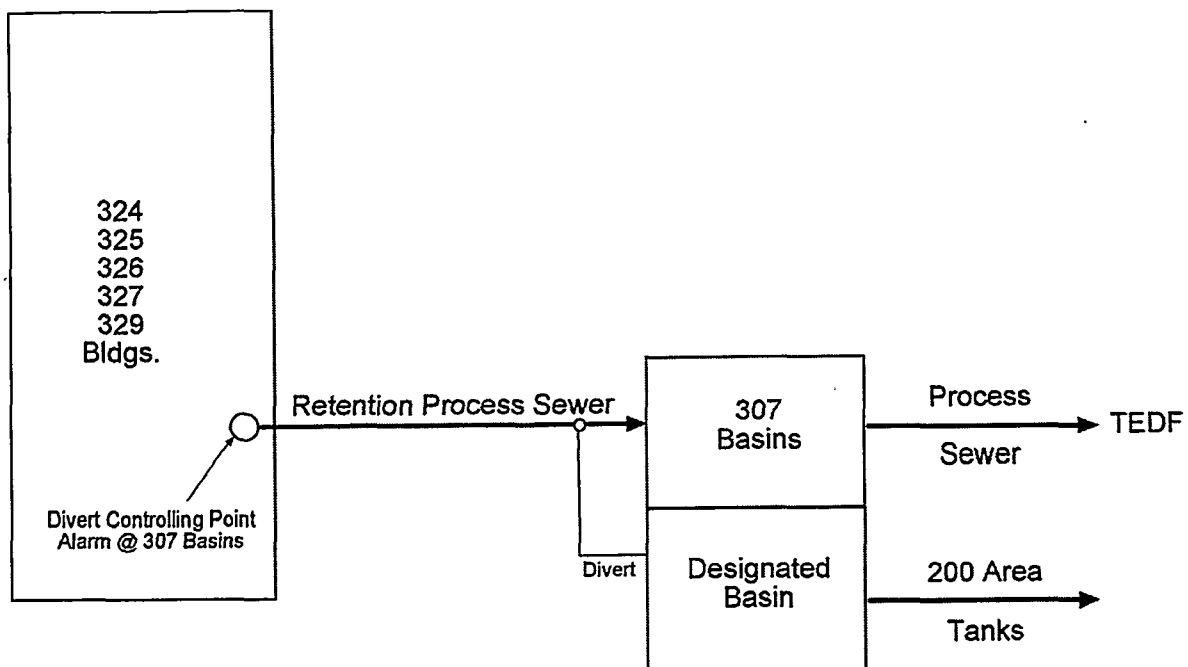 324
325
326
327
329
Bldgs.
Divert Controlling Point
Alarm @ 307 Basins
Retention Process Sewer
Divert
307
Basins
Designated
Basin
Process
Sewer
TEDF
200 Area
Tanks